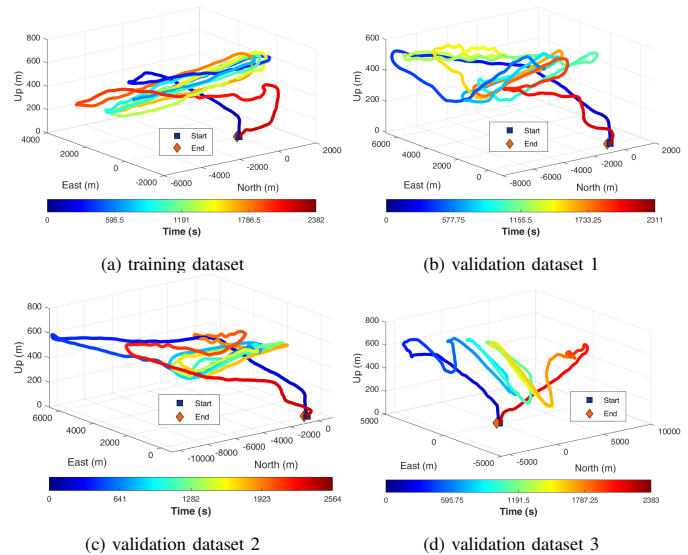 800
600
400
200
0
Up (m)
4000
2000
0
-2000
East (m)
-8000
-6000
-4000
-2000
0
2000
North (m)
Start
End
0
595.5
1191
1786.5
2382
Time (s)
(a) training dataset
600
400
200
0
Up (m)
6000
4000
2000
0
East (m)
-8000
-6000
-4000
-2000
0
2000
North (m)
Start
End
0
577.75
1155.5
1733.25
2311
Time (s)
(b) validation dataset 1
800
600
400
200
0
Up (m)
6000
4000
2000
0
East (m)
-10000
-8000
-6000
-4000
-2000
0
North (m)
Start
End
0
641
1282
1923
2564
Time (s)
(c) validation dataset 2
800
600
400
200
0
Up (m)
5000
0
-5000
East (m)
-5000
0
5000
10000
North (m)
Start
End
0
595.75
1191.5
1787.25
2383
Time (s)
(d) validation dataset 3